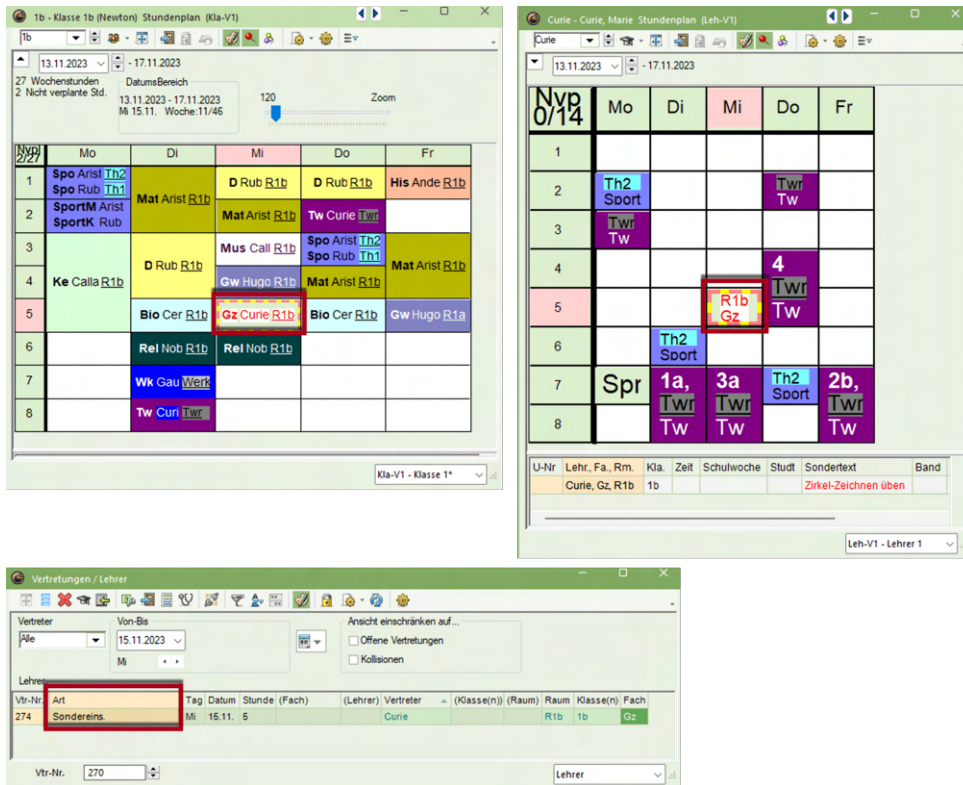 1b - Klasse 1b (Newton) Stundenplan (Kla-V1)
1b
13.11.2023 - 17.11.2023
27 Wochenstunden
2 Nicht verplante Std.
DatumsBereich
13.11.2023 - 17.11.2023
Mi 15.11. Woche:11/46
120 Zoom
Nvpl 2/27 Mo Di Mi Do Fr
1 Spo Arist Th2 Spo Rub Th1 Mat Arist R1b D Rub R1b D Rub R1b His Ande R1b
2 SportM Arist SportK Rub Mat Arist R1b Tw Curie Twr
3 Ke Calla R1b D Rub R1b Mus Call R1b Spo Arist Th2 Spo Rub Th1 Mat Arist R1b
4 Gw Hugo R1b Mat Arist R1b
5 Bio Cer R1b Gz Curie R1b Bio Cer R1b Gw Hugo R1a
6 Rel Nob R1b Rel Nob R1b
7 Wk Gau Werk
8 Tw Curi Twr
Kla-V1 - Klasse 1*
Curie - Curie, Marie Stundenplan (Leh-V1)
Curie
13.11.2023 - 17.11.2023
Nvp 0/14 Mo Di Mi Do Fr
1
2 Th2 Sport Twr Tw
3 Twr Tw
4 4 Twr Tw
5 R1b Gz
6 Th2 Sport
7 Spr 1a, Twr Tw 3a Twr Tw Th2 Sport 2b, Twr Tw
8
U-Nr Lehr., Fa., Rm. Kla. Zeit Schulwoche Studt Sondertext Band
Curie, Gz, R1b 1b Zirkel-Zeichnen üben
Leh-V1 - Lehrer 1
Vertretungen / Lehrer
Vertreter Von-Bis Ansicht einschränken auf...
Alle 15.11.2023 Offene Vertretungen
Mi Kollisionen
Lehrer
Vtr-Nr. Art Tag Datum Stunde (Fach) (Lehrer) Vertreter (Klasse(n)) (Raum) Raum Klasse(n) Fach
274 Sondereins. Mi 15.11. 5 Curie R1b 1b Gz
Vtr-Nr. 270 Lehrer